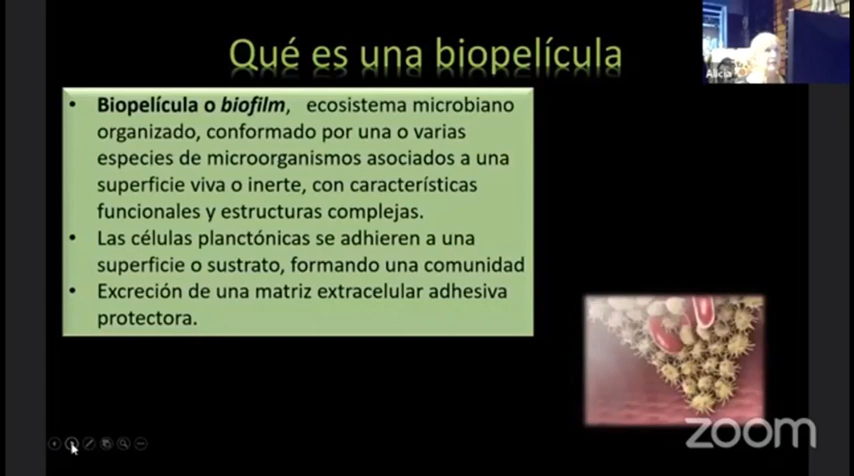 Qué es una biopelícula
Alicia
• Biopelícula o biofilm, ecosistema microbiano
organizado, conformado por una o varias
especies de microorganismos asociados a una
superficie viva o inerte, con características
funcionales y estructuras complejas.
• Las células planctónicas se adhieren a una
superficie o sustrato, formando una comunidad
• Excreción de una matriz extracelular adhesiva
protectora.
zoom